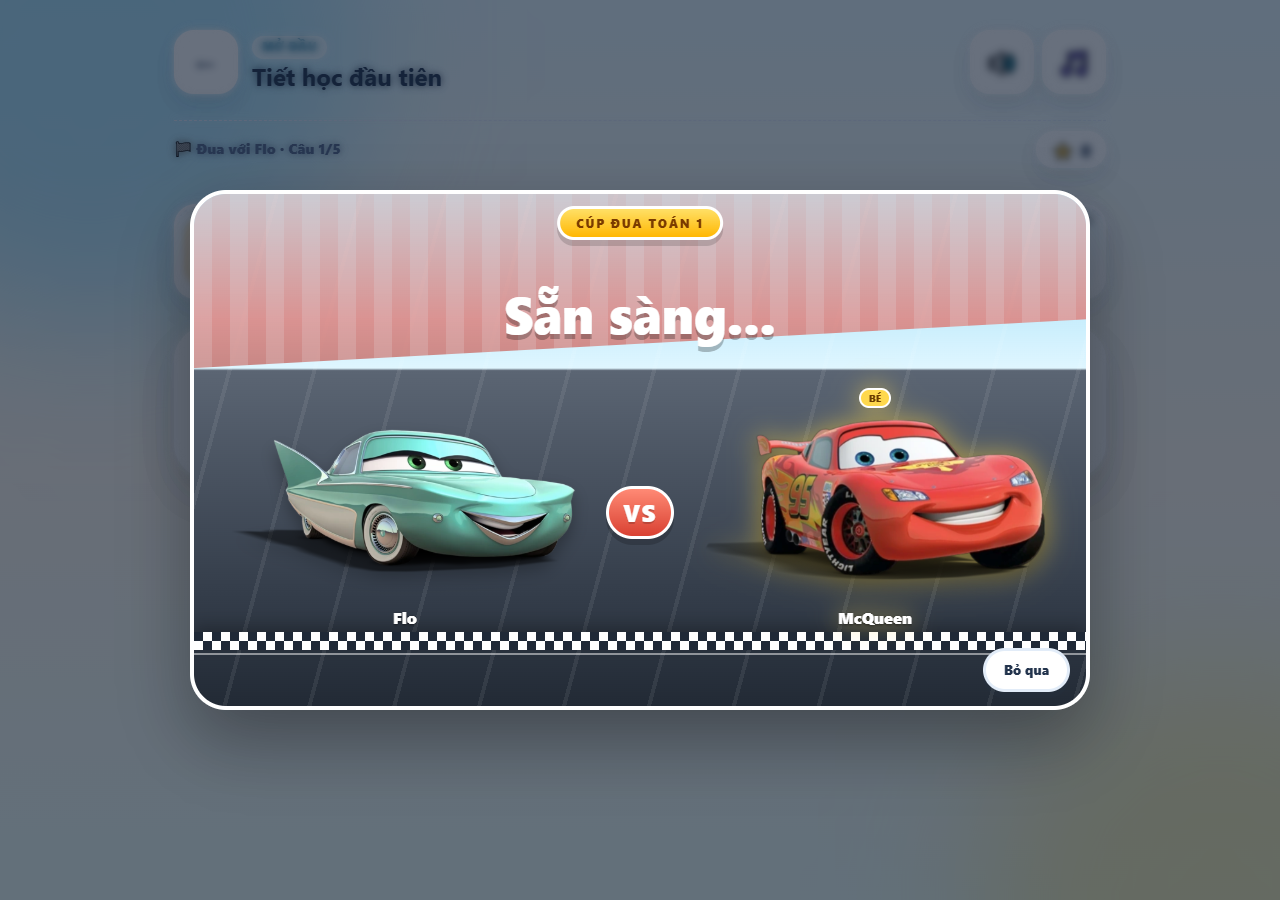 Tiết học đầu tiên
Đua với Flo · Câu 1/5
CÚP ĐUA TOÁN 1
Sẵn sàng...
BÉ
95
VS
Flo
McQueen
Bỏ qua